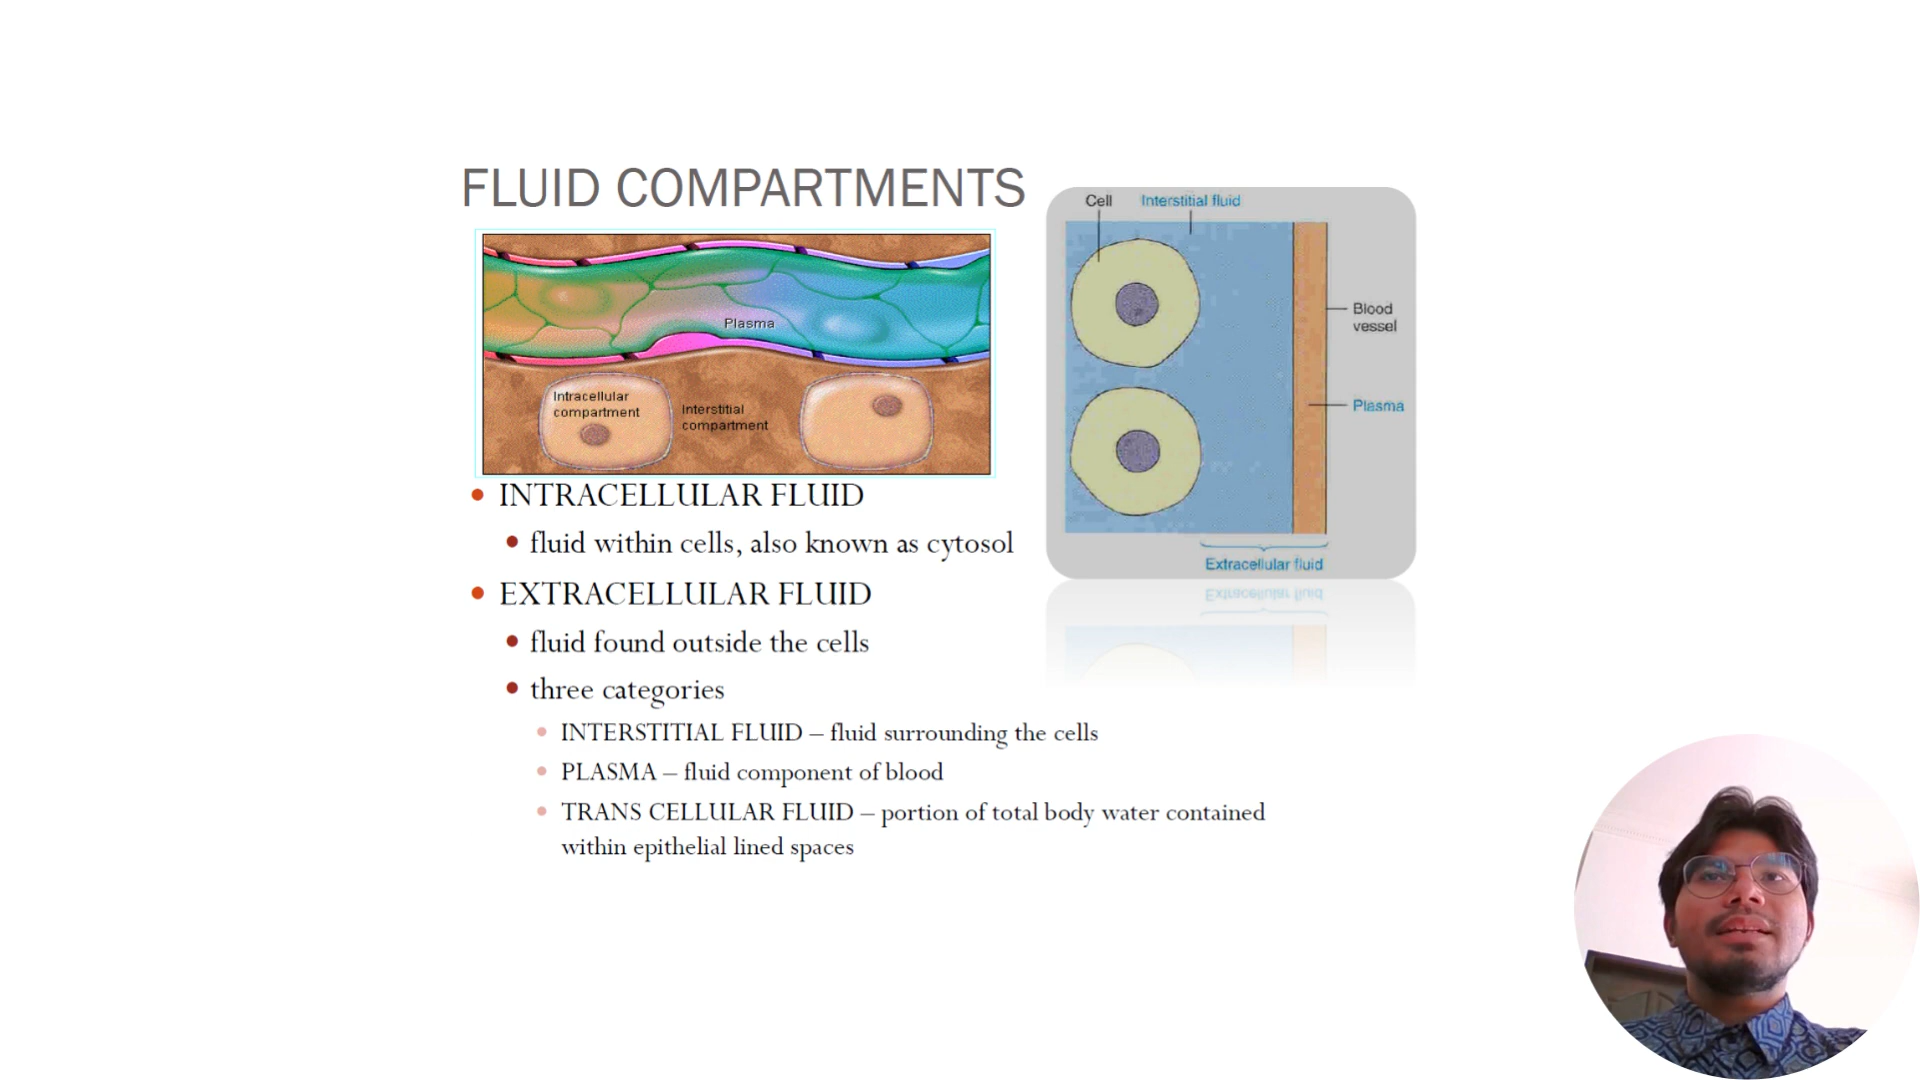 FLUID COMPARTMENTS
Plasma
Intracellular
compartment
Interstitial
compartment
Cell
Interstitial fluid
Blood
vessel
Plasma
Extracellular fluid
Extracellular fluid
• INTRACELLULAR FLUID
• fluid within cells, also known as cytosol
• EXTRACELLULAR FLUID
• fluid found outside the cells
• three categories
• INTERSTITIAL FLUID – fluid surrounding the cells
• PLASMA – fluid component of blood
• TRANS CELLULAR FLUID – portion of total body water contained
within epithelial lined spaces